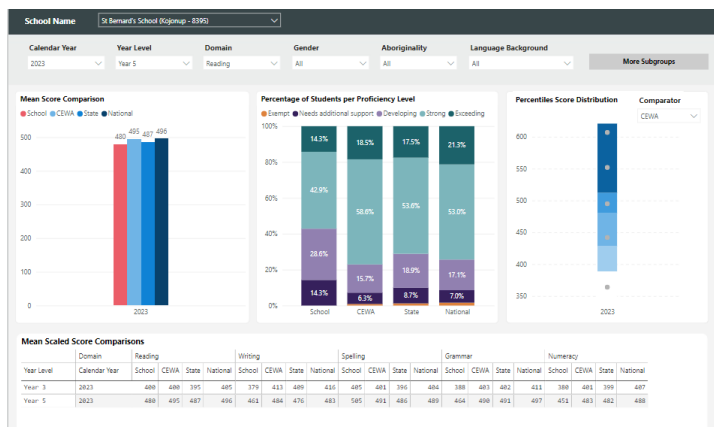 School Name
St Bernard's School (Kojonup - 8395)
Calendar Year Year Level Domain Gender Aboriginality Language Background
2023 Year 5 Reading All All All
More Subgroups
Mean Score Comparison
School CEWA State National
500
400
300
200
100
0
480 495 487 496
2023
Percentage of Students per Proficiency Level
Exempt Needs additional support Developing Strong Exceeding
100%
80%
60%
40%
20%
0%
14.3% 18.5% 17.5% 21.3%
42.9% 58.6% 53.6% 53.0%
28.6% 15.7% 18.9% 17.1%
14.3% 6.3% 8.7% 7.0%
School CEWA State National
Percentiles Score Distribution
Comparator
CEWA
600
550
500
450
400
350
2023
Mean Scaled Score Comparisons
Domain Reading Writing Spelling Grammar Numeracy
Year Level Calendar Year School CEWA State National School CEWA State National School CEWA State National School CEWA State National School CEWA State National
Year 3 2023 400 400 395 405 379 413 409 416 405 401 396 404 388 403 402 411 380 401 399 407
Year 5 2023 480 495 487 496 461 484 476 483 505 491 486 489 464 490 491 497 451 483 482 488